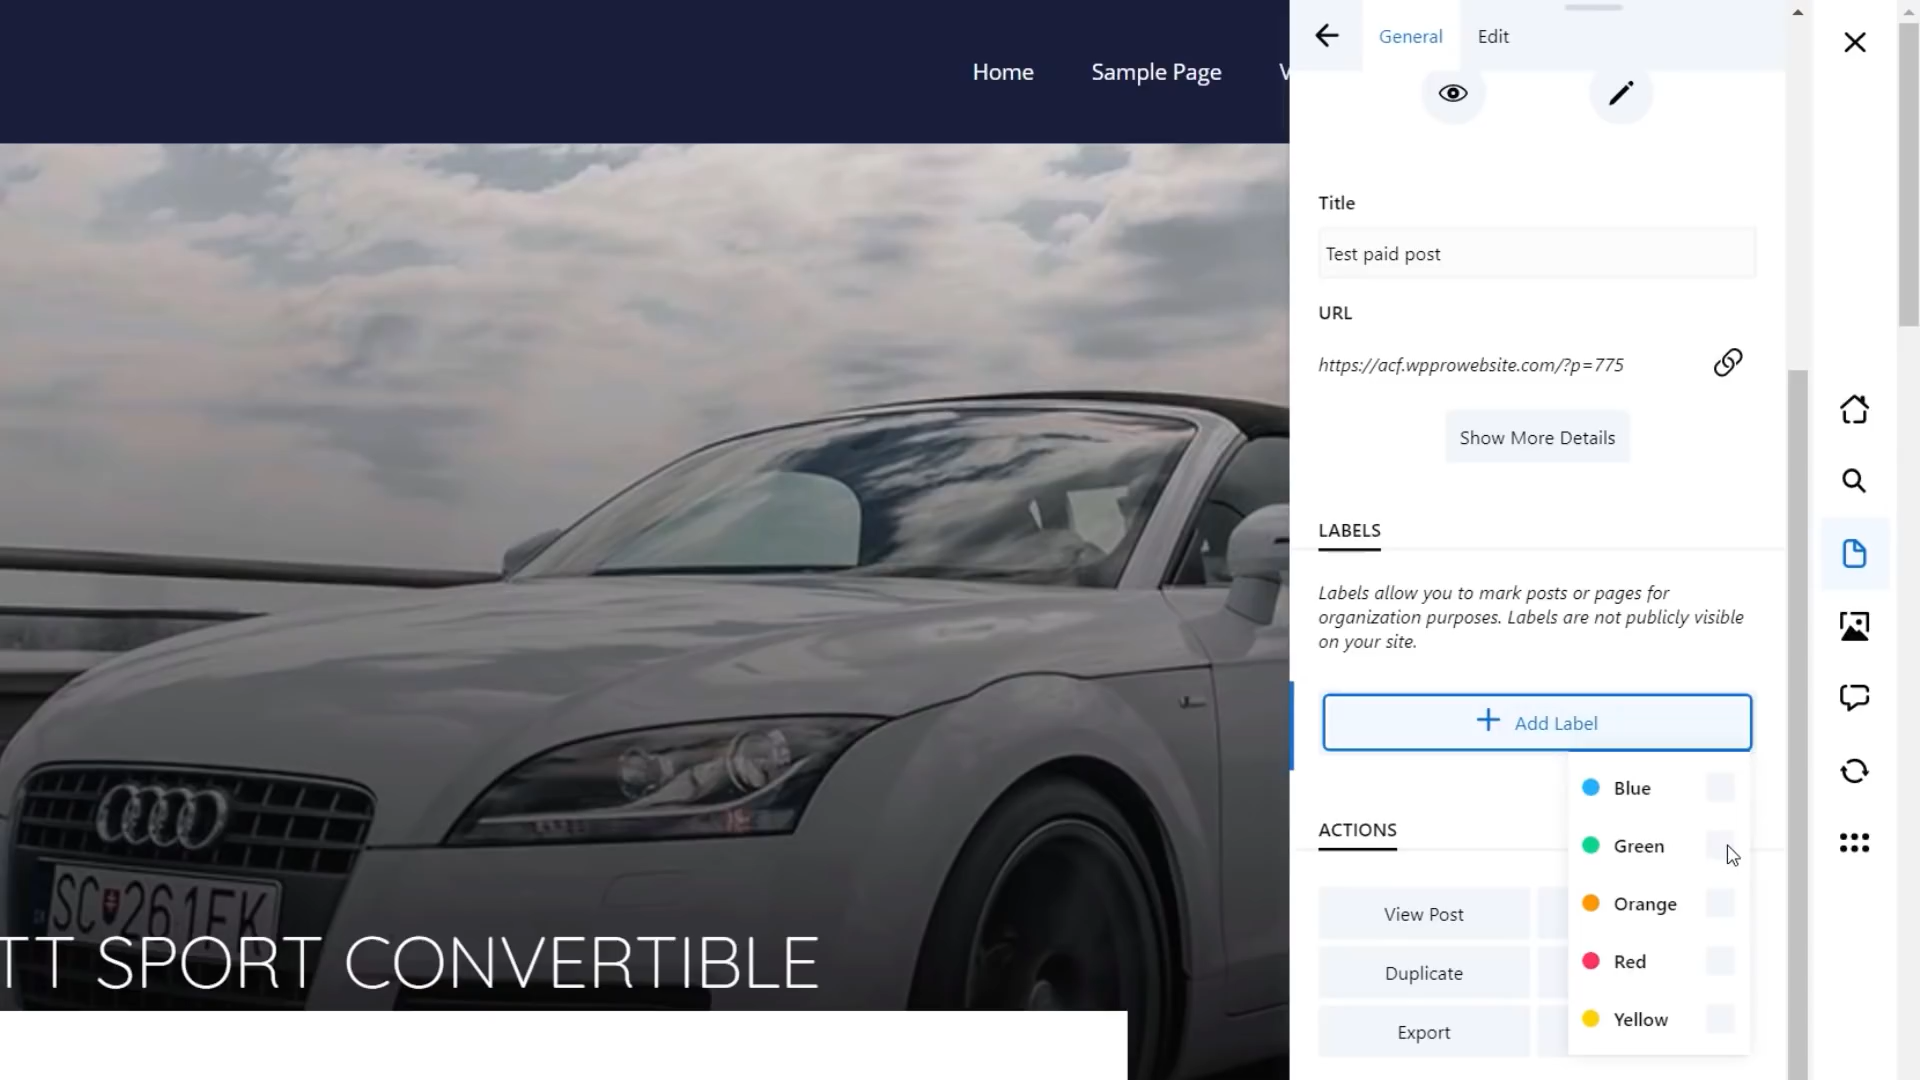 Home
Sample Page
General
Edit
Title
Test paid post
URL
https://acf.wpprowebsite.com/?p=775
Show More Details
LABELS
Labels allow you to mark posts or pages for
organization purposes. Labels are not publicly visible
on your site.
Add Label
Blue
Green
Orange
Red
Yellow
ACTIONS
View Post
Duplicate
Export
SC 261EK
TT SPORT CONVERTIBLE